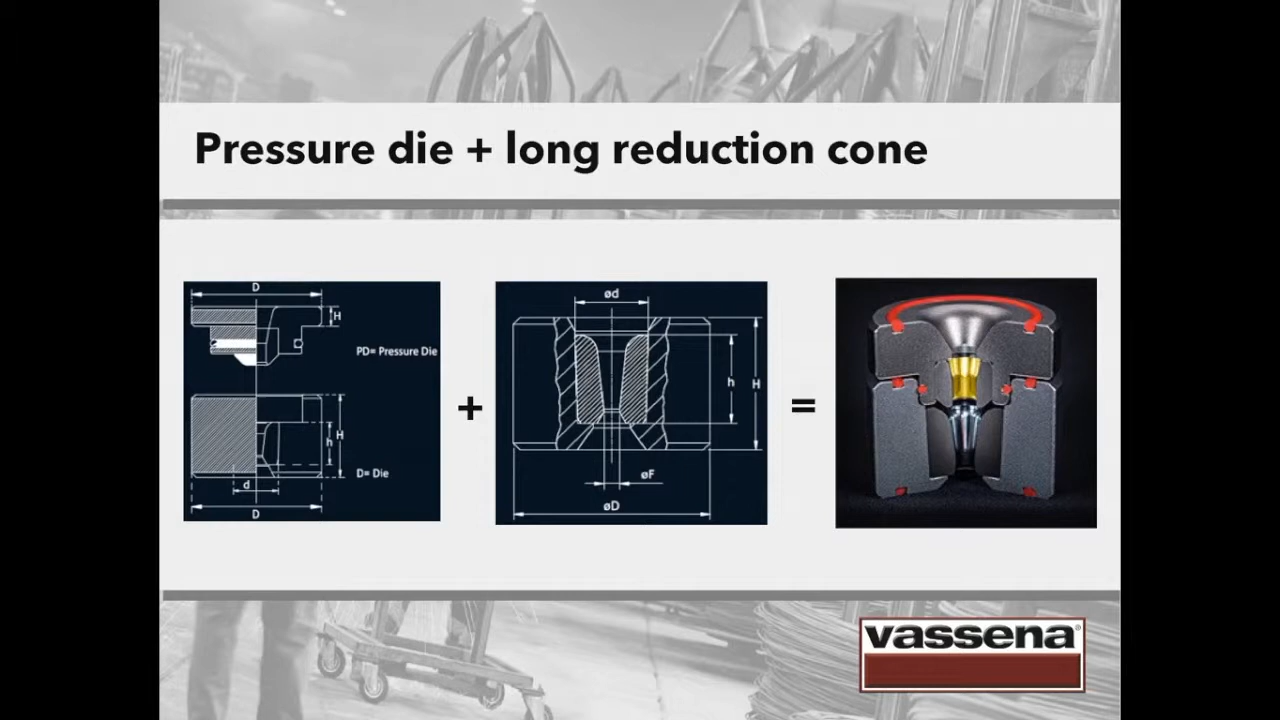 Pressure die + long reduction cone
D
H
PD= Pressure Die
h
H
D= Die
d
D
+
ød
h
H
øF
øD
=
vassena®